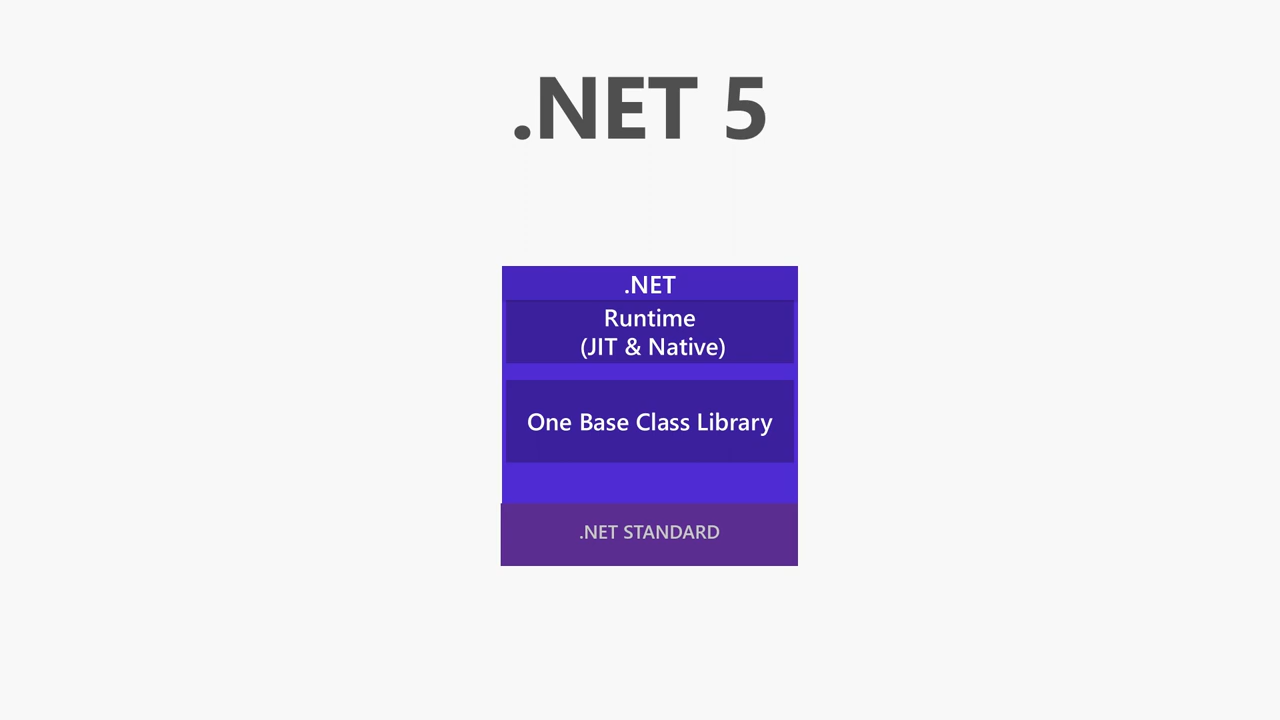 .NET 5
.NET
Runtime
(JIT & Native)
One Base Class Library
.NET STANDARD